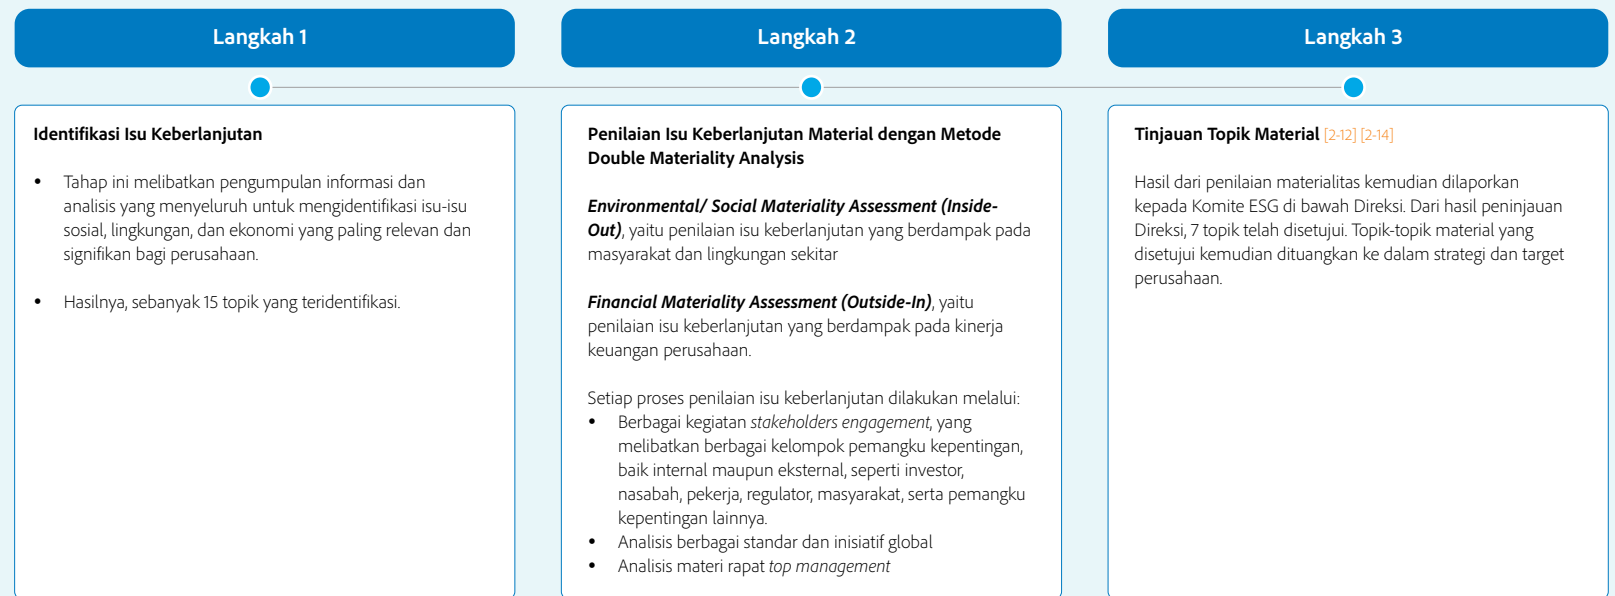 Langkah 1
Langkah 2
Langkah 3
Identifikasi Isu Keberlanjutan
• Tahap ini melibatkan pengumpulan informasi dan
analisis yang menyeluruh untuk mengidentifikasi isu-isu
sosial, lingkungan, dan ekonomi yang paling relevan dan
signifikan bagi perusahaan.
• Hasilnya, sebanyak 15 topik yang teridentifikasi.
Penilaian Isu Keberlanjutan Material dengan Metode
Double Materiality Analysis
Environmental/ Social Materiality Assessment (Inside-
Out), yaitu penilaian isu keberlanjutan yang berdampak pada
masyarakat dan lingkungan sekitar
Financial Materiality Assessment (Outside-In), yaitu
penilaian isu keberlanjutan yang berdampak pada kinerja
keuangan perusahaan.
Setiap proses penilaian isu keberlanjutan dilakukan melalui:
• Berbagai kegiatan stakeholders engagement, yang
melibatkan berbagai kelompok pemangku kepentingan,
baik internal maupun eksternal, seperti investor,
nasabah, pekerja, regulator, masyarakat, serta pemangku
kepentingan lainnya.
• Analisis berbagai standar dan inisiatif global
• Analisis materi rapat top management
Tinjauan Topik Material [2-12] [2-14]
Hasil dari penilaian materialitas kemudian dilaporkan
kepada Komite ESG di bawah Direksi. Dari hasil peninjauan
Direksi, 7 topik telah disetujui. Topik-topik material yang
disetujui kemudian dituangkan ke dalam strategi dan target
perusahaan.